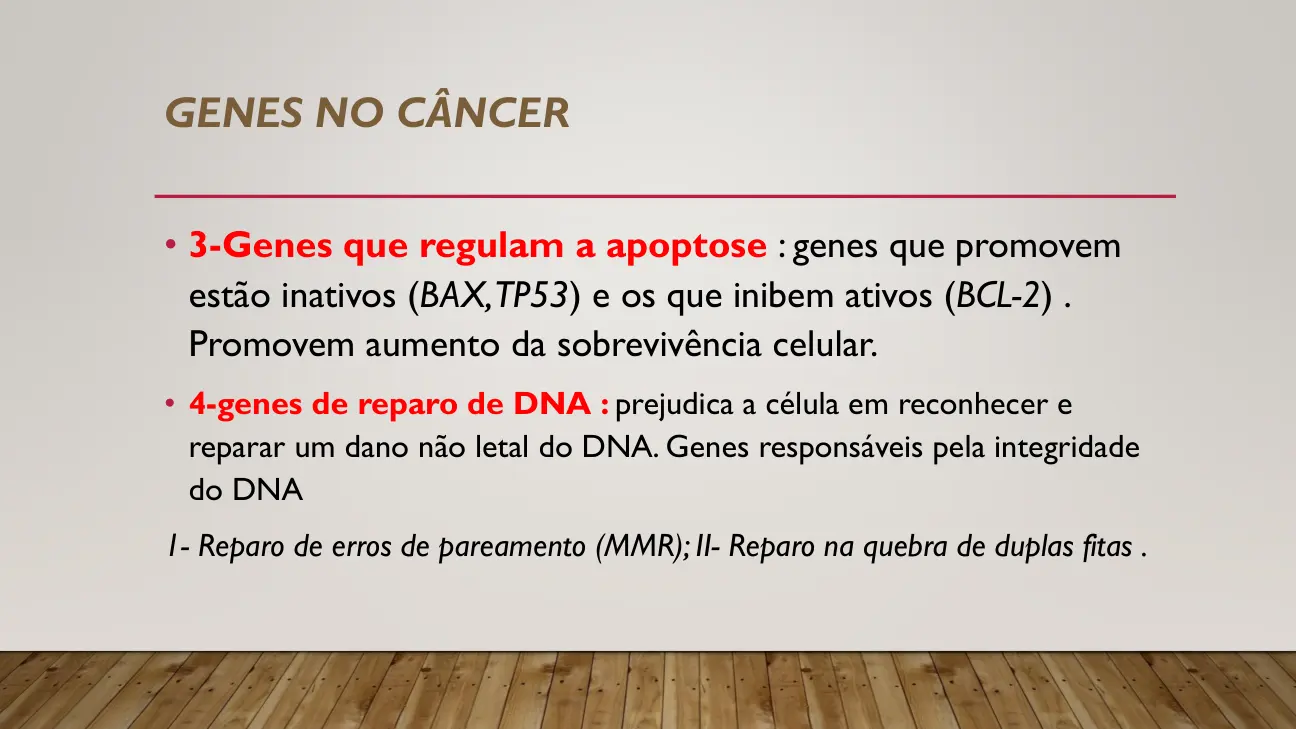 GENES NO CÂNCER
• 3-Genes que regulam a apoptose : genes que promovem
estão inativos (BAX,TP53) e os que inibem ativos (BCL-2) .
Promovem aumento da sobrevivência celular.
• 4-genes de reparo de DNA : prejudica a célula em reconhecer e
reparar um dano não letal do DNA. Genes responsáveis pela integridade
do DNA
I- Reparo de erros de pareamento (MMR); II- Reparo na quebra de duplas fitas .